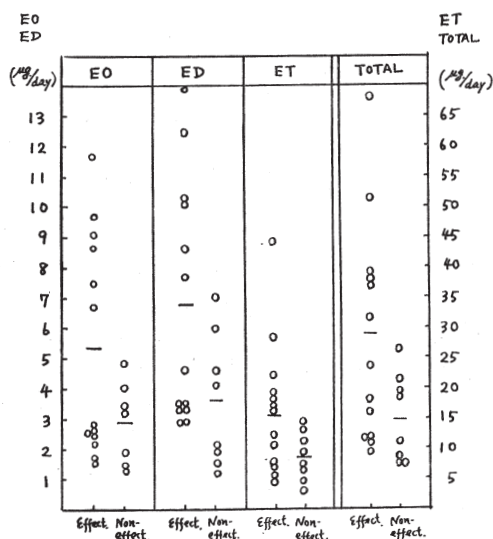 EO
ED
ET
TOTAL
(μg/day)
EO
ED
ET
TOTAL
(μg/day)
13
12
11
10
9
8
7
6
5
4
3
2
1
65
60
55
50
45
40
35
30
25
20
15
10
5
Effect. Non-effect
Effect. Non-effect.
Effect. Non-effect.
Effect. Non-effect.